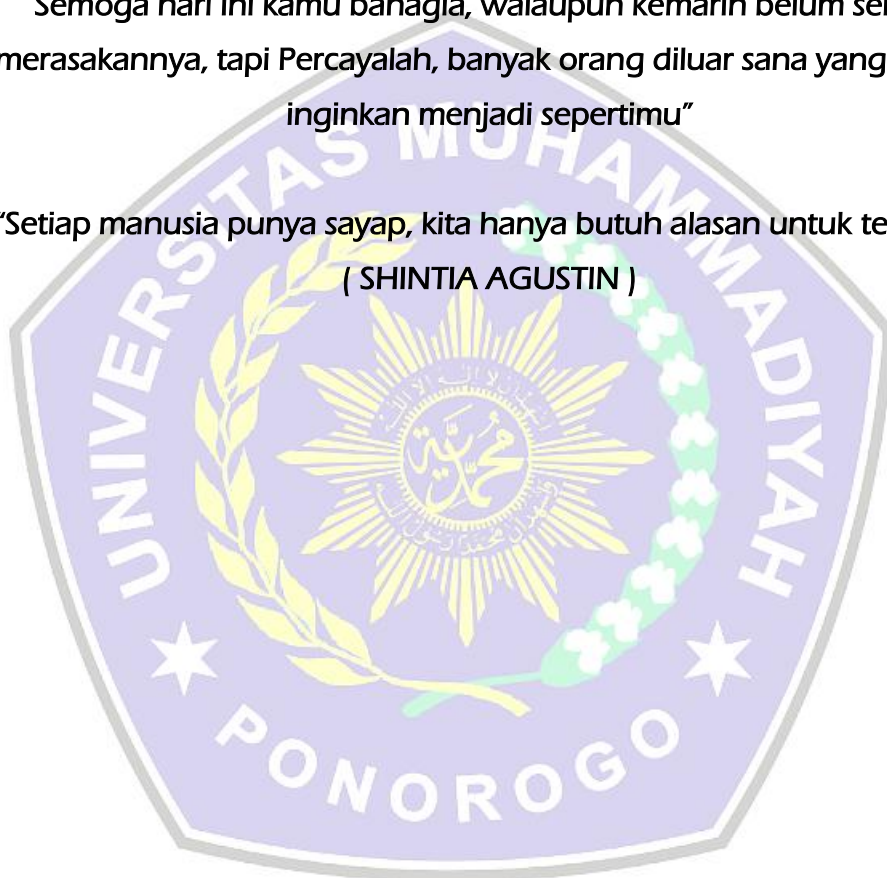 Semoga hari ini kamu bahagia, walaupun kemarin belum
merasakannya, tapi Percayalah, banyak orang diluar sana yang
inginkan menjadi sepertimu”
“Setiap manusia punya sayap, kita hanya butuh alasan untuk
( SHINTIA AGUSTIN )
UNIVERSITAS MUHAMMADIYAH
PONOROGO
محمدية